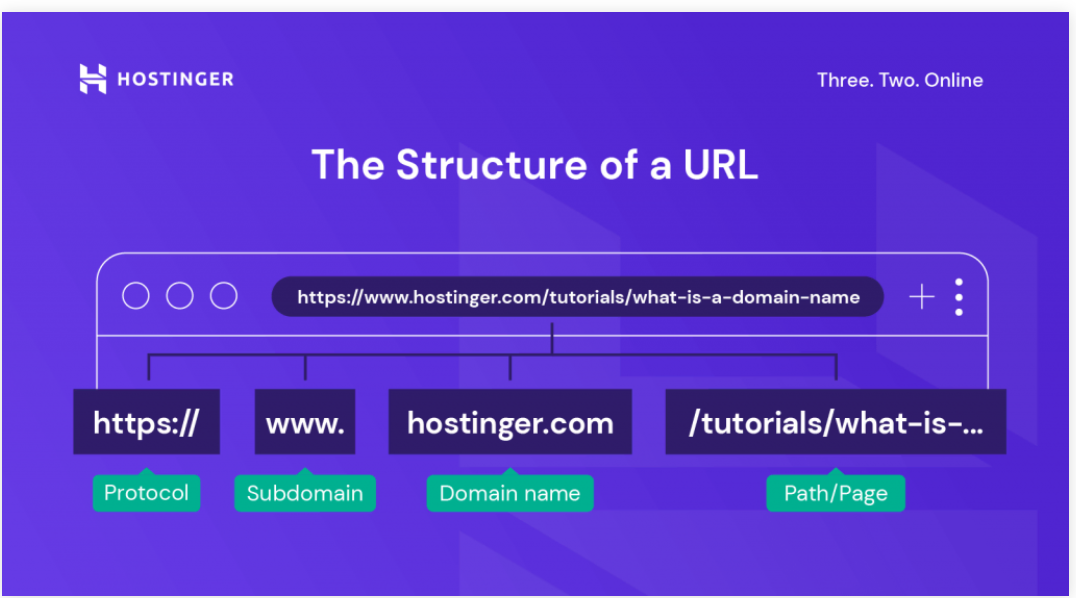 HOSTINGER
Three. Two. Online
The Structure of a URL
https://www.hostinger.com/tutorials/what-is-a-domain-name
https://
www.
hostinger.com
/tutorials/what-is-...
Protocol
Subdomain
Domain name
Path/Page